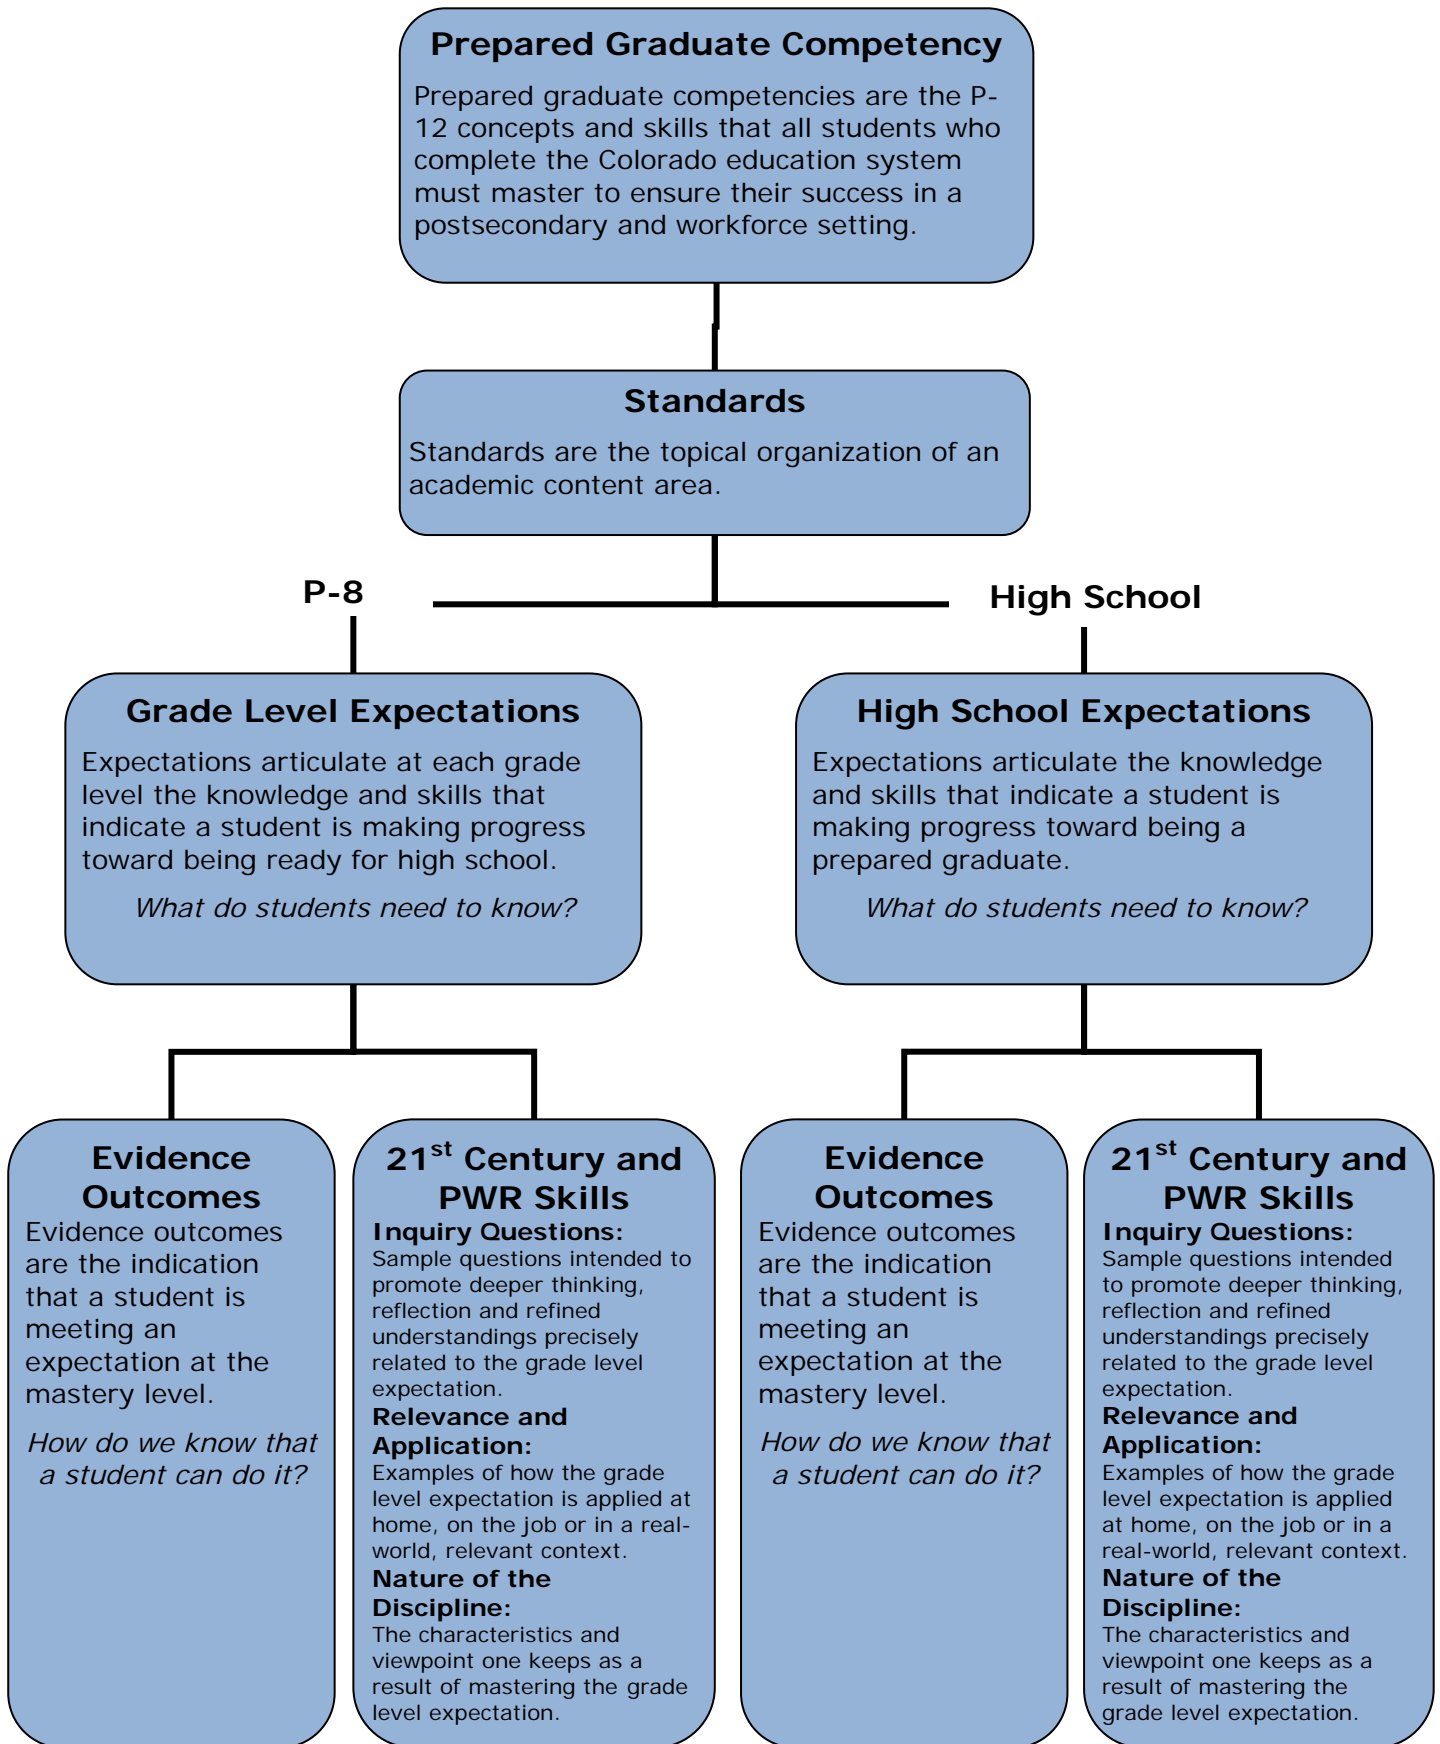 Prepared Graduate Competency
Prepared graduate competencies are the P-
12 concepts and skills that all students who
complete the Colorado education system
must master to ensure their success in a
postsecondary and workforce setting.
Standards
Standards are the topical organization of an
academic content area.
P-8
High School
Grade Level Expectations
Expectations articulate at each grade
level the knowledge and skills that
indicate a student is making progress
toward being ready for high school.
What do students need to know?
High School Expectations
Expectations articulate the knowledge
and skills that indicate a student is
making progress toward being a
prepared graduate.
What do students need to know?
Evidence
Outcomes
Evidence outcomes
are the indication
that a student is
meeting an
expectation at the
mastery level.
How do we know that
a student can do it?
21st Century and
PWR Skills
Inquiry Questions:
Sample questions intended to
promote deeper thinking,
reflection and refined
understandings precisely
related to the grade level
expectation.
Relevance and
Application:
Examples of how the grade
level expectation is applied at
home, on the job or in a real-
world, relevant context.
Nature of the
Discipline:
The characteristics and
viewpoint one keeps as a
result of mastering the grade
level expectation.
Evidence
Outcomes
Evidence outcomes
are the indication
that a student is
meeting an
expectation at the
mastery level.
How do we know that
a student can do it?
21st Century and
PWR Skills
Inquiry Questions:
Sample questions intended
to promote deeper thinking,
reflection and refined
understandings precisely
related to the grade level
expectation.
Relevance and
Application:
Examples of how the grade
level expectation is applied
at home, on the job or in a
real-world, relevant context.
Nature of the
Discipline:
The characteristics and
viewpoint one keeps as a
result of mastering the
grade level expectation.